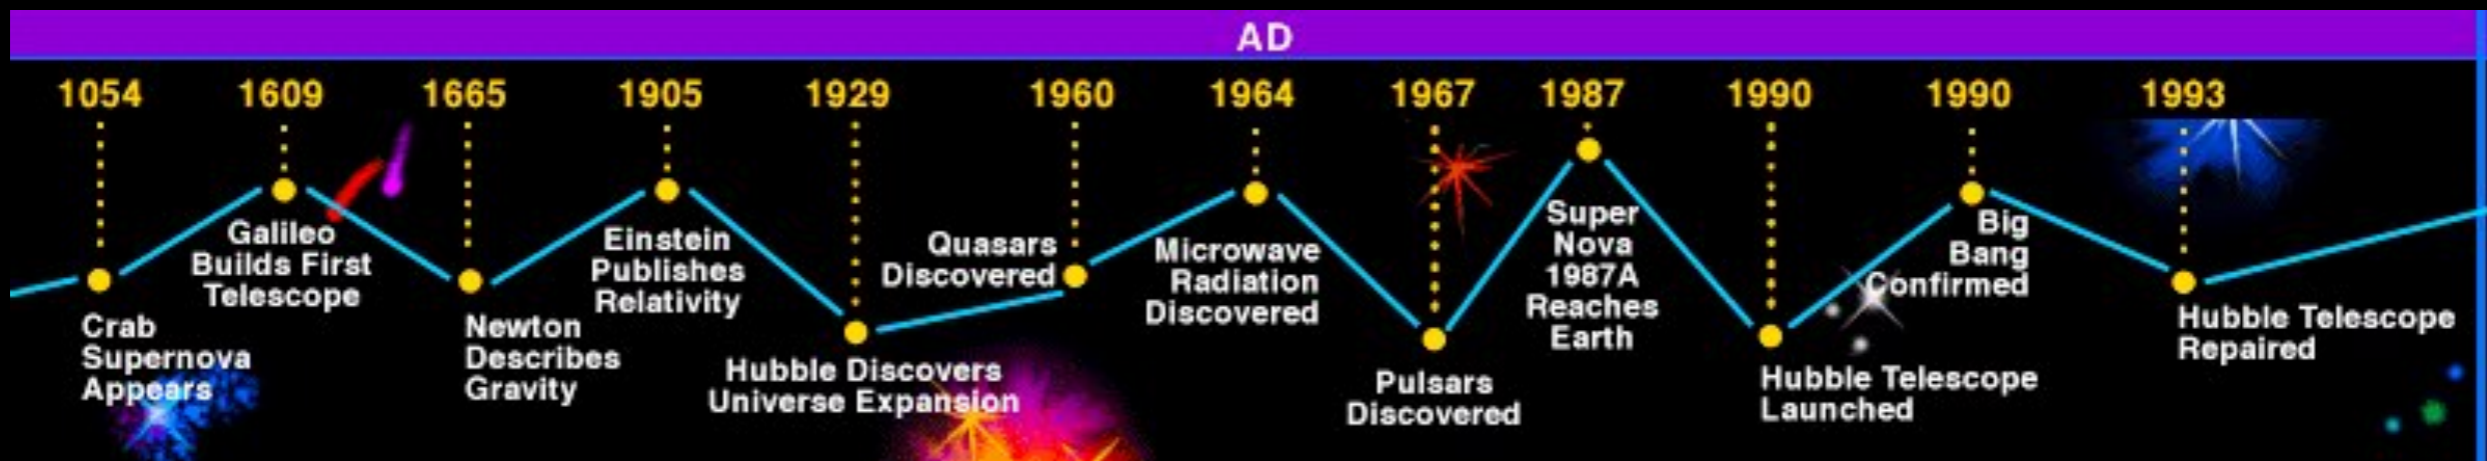 AD
1054
Crab
Supernova
Appears
1609
Galileo
Builds First
Telescope
1665
Newton
Describes
Gravity
1905
Einstein
Publishes
Relativity
1929
Hubble Discovers
Universe Expansion
1960
Quasars
Discovered
1964
Microwave
Radiation
Discovered
1967
Pulsars
Discovered
1987
Super
Nova
1987A
Reaches
Earth
1990
Hubble Telescope
Launched
1990
Big
Bang
Confirmed
1993
Hubble Telescope
Repaired